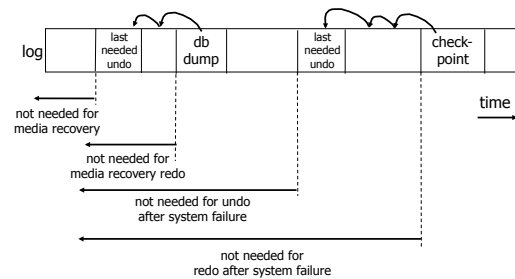 log
last
needed
undo
db
dump
last
needed
undo
check-
point
time
not needed for
media recovery
not needed for
media recovery redo
not needed for undo
after system failure
not needed for
redo after system failure